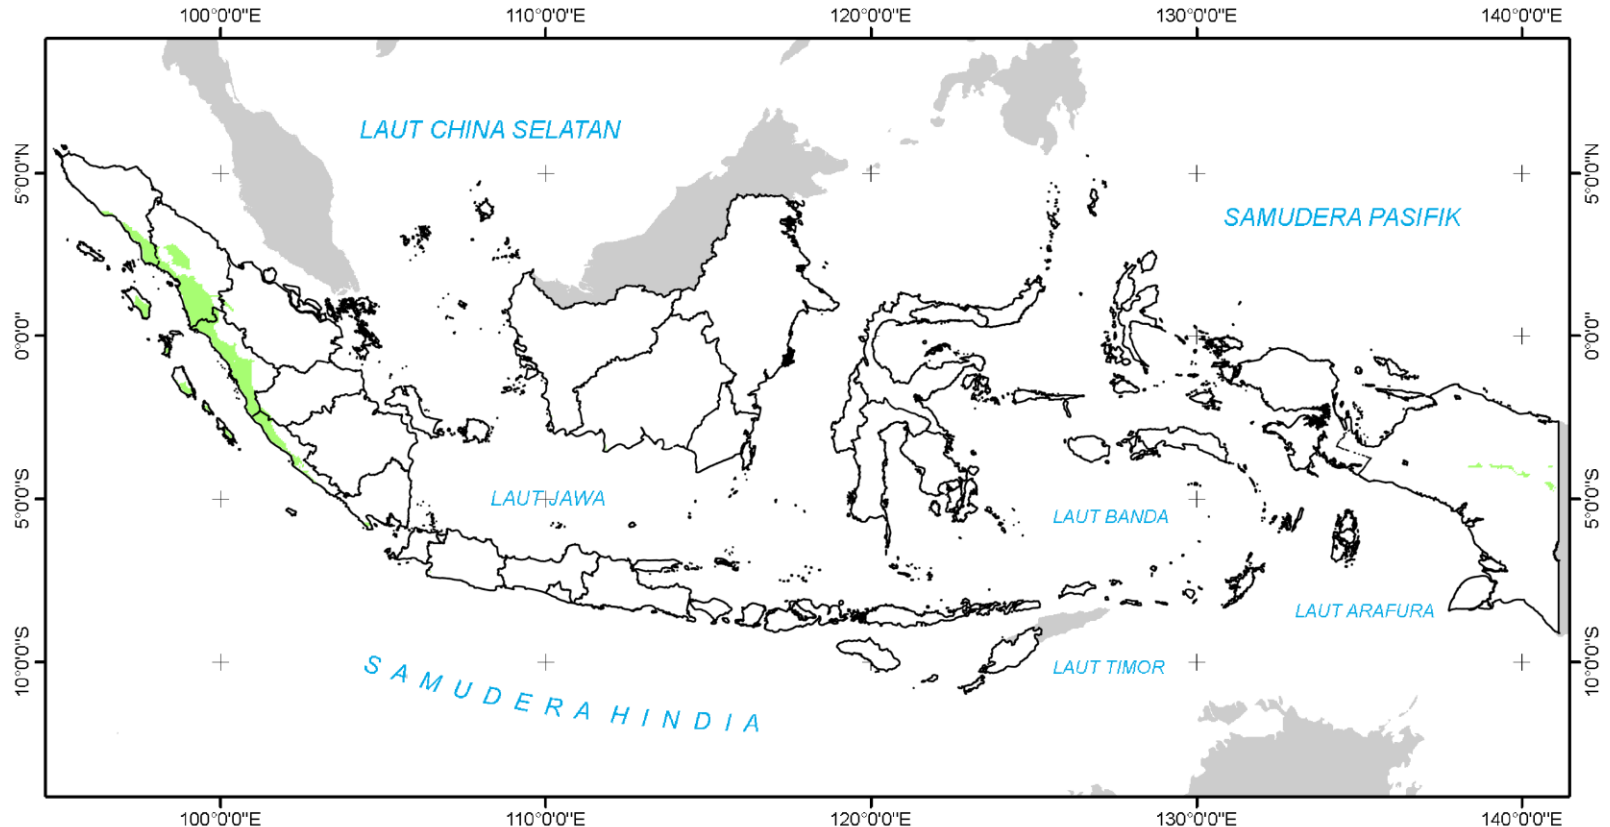 100°0'0"E 110°0'0"E 120°0'0"E 130°0'0"E 140°0'0"E
LAUT CHINA SELATAN
5°0'0"N 5°0'0"N
SAMUDERA PASIFIK
0°0'0" 0°0'0"
LAUT JAWA
5°0'0"S 5°0'0"S
LAUT BANDA
LAUT ARAFURA
10°0'0"S 10°0'0"S
LAUT TIMOR
SAMUDERA HINDIA
100°0'0"E 110°0'0"E 120°0'0"E 130°0'0"E 140°0'0"E